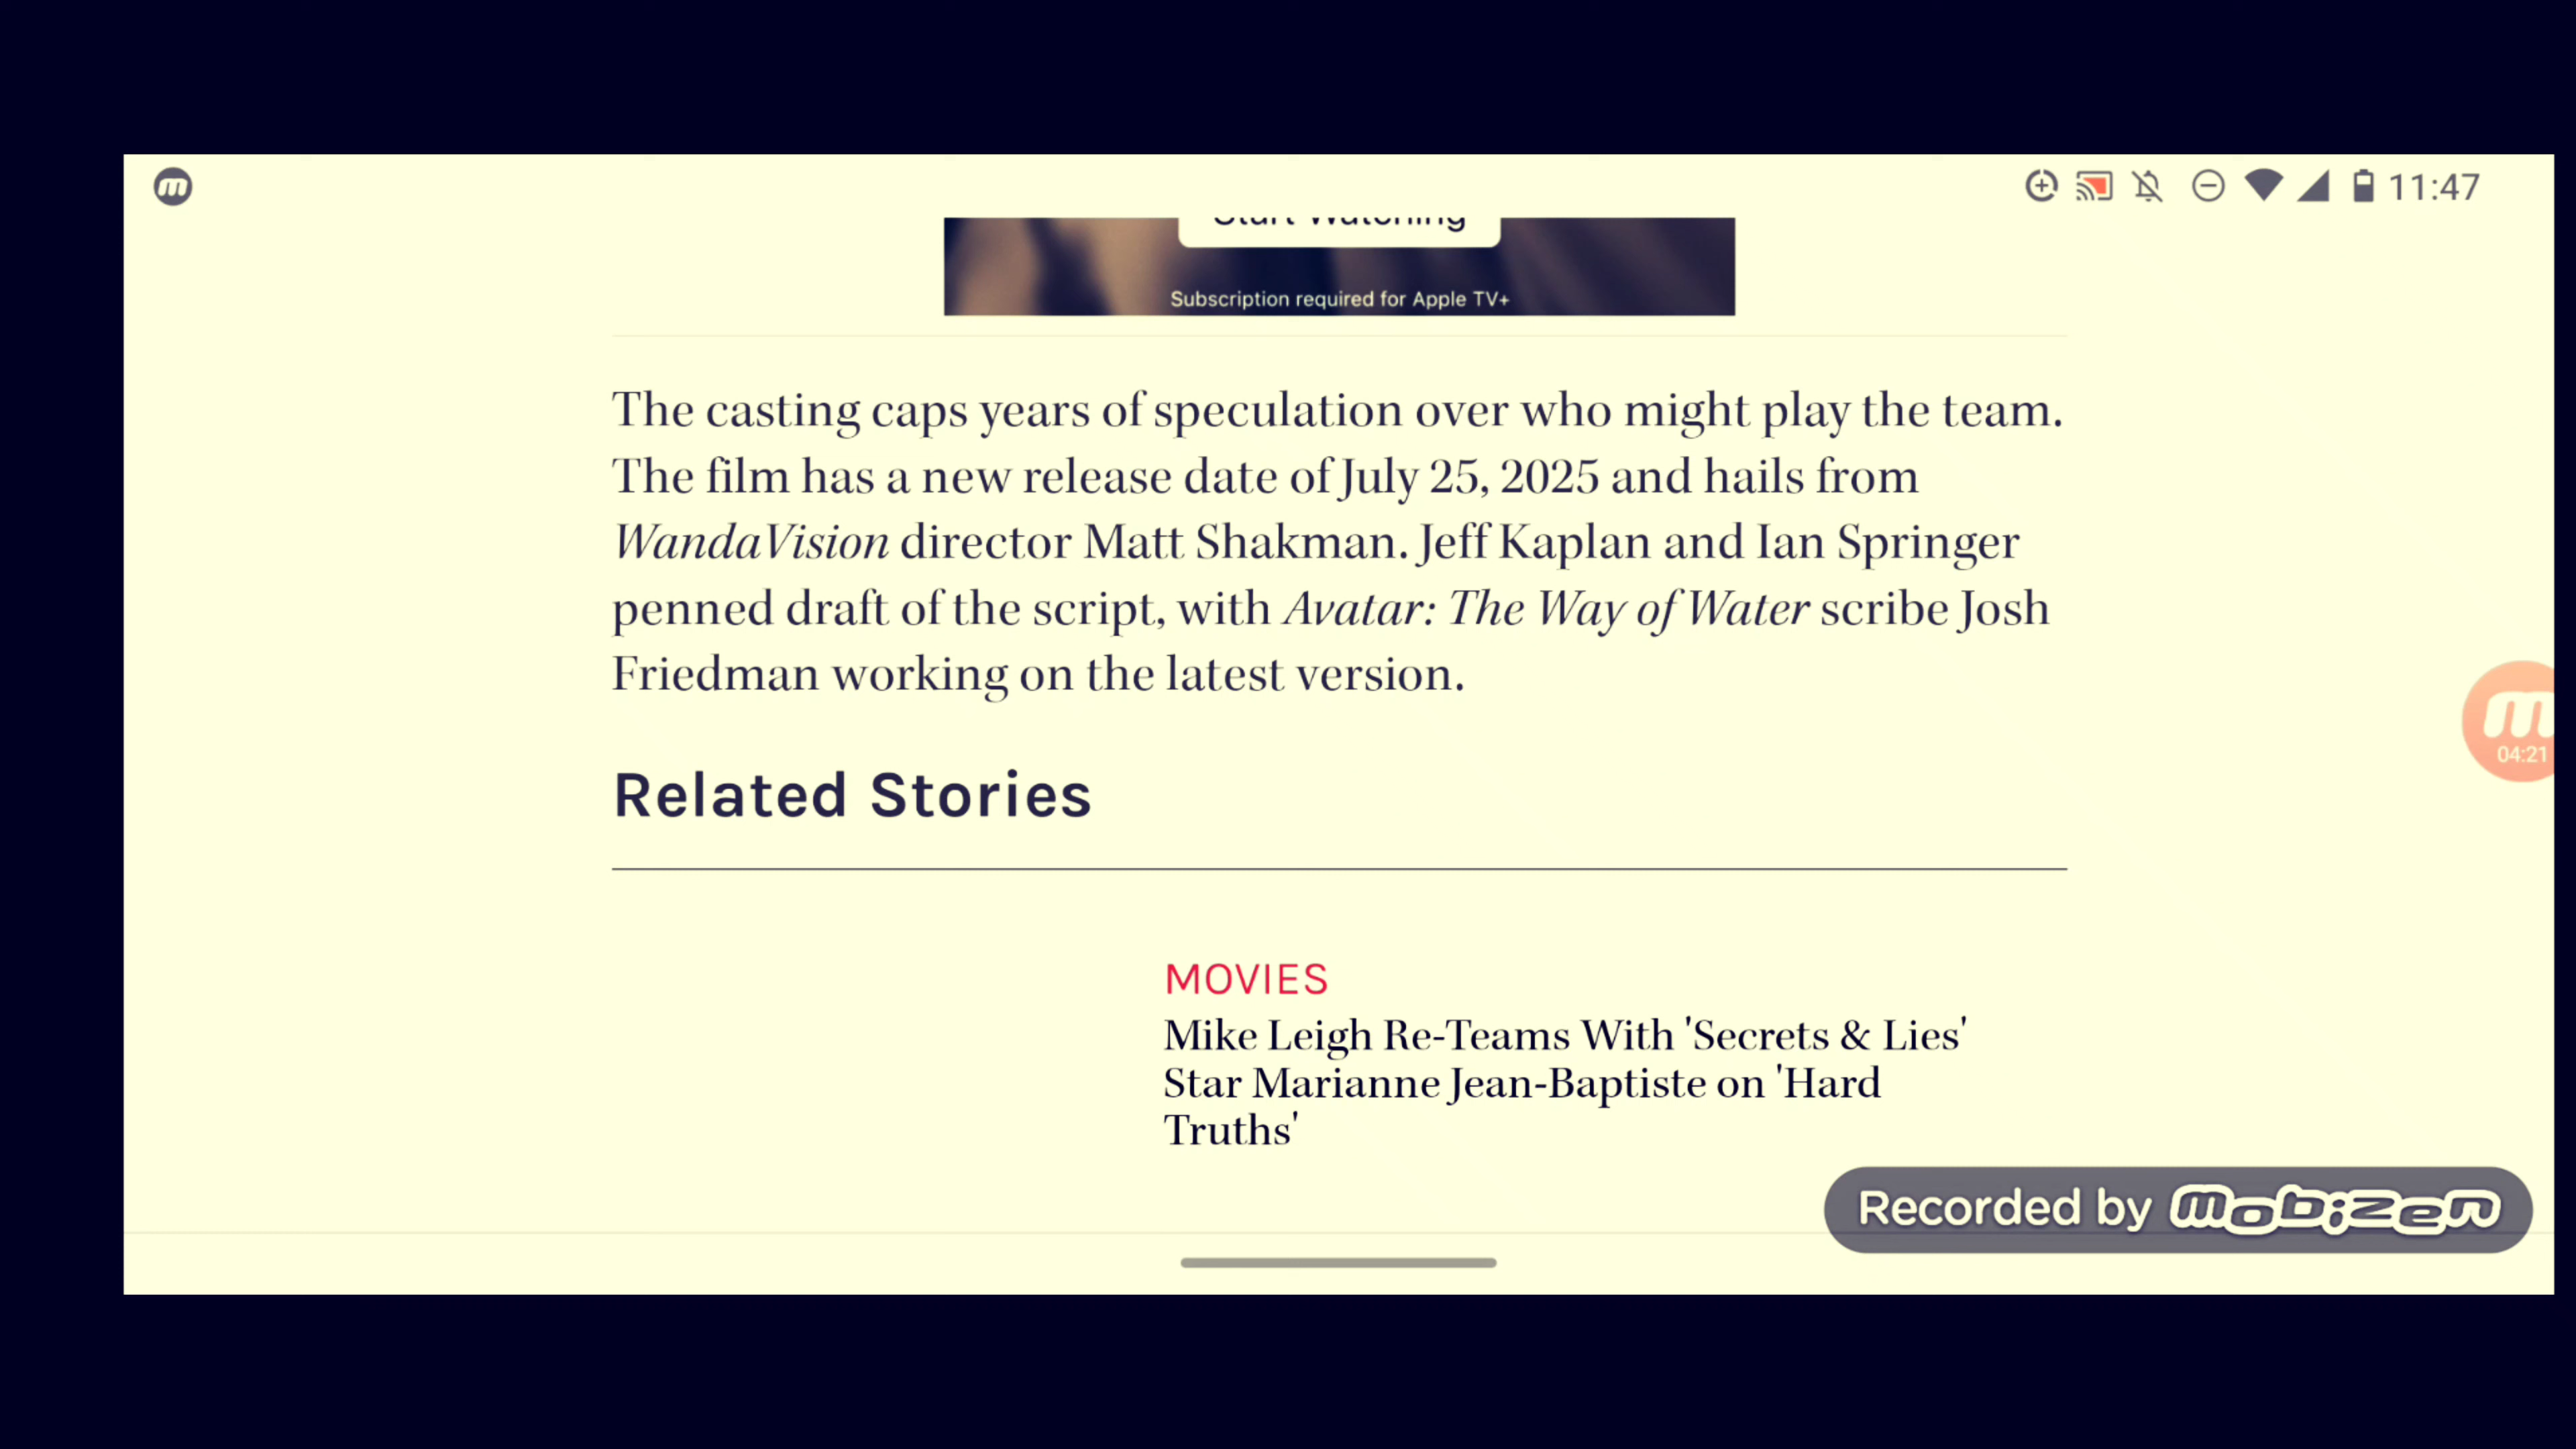 11:47
Start Watching
Subscription required for Apple TV+
The casting caps years of speculation over who might play the team.
The film has a new release date of July 25, 2025 and hails from
WandaVision director Matt Shakman. Jeff Kaplan and Ian Springer
penned draft of the script, with Avatar: The Way of Water scribe Josh
Friedman working on the latest version.
m
04:21
Related Stories
MOVIES
Mike Leigh Re-Teams With 'Secrets & Lies'
Star Marianne Jean-Baptiste on 'Hard
Truths'
Recorded by mobizen